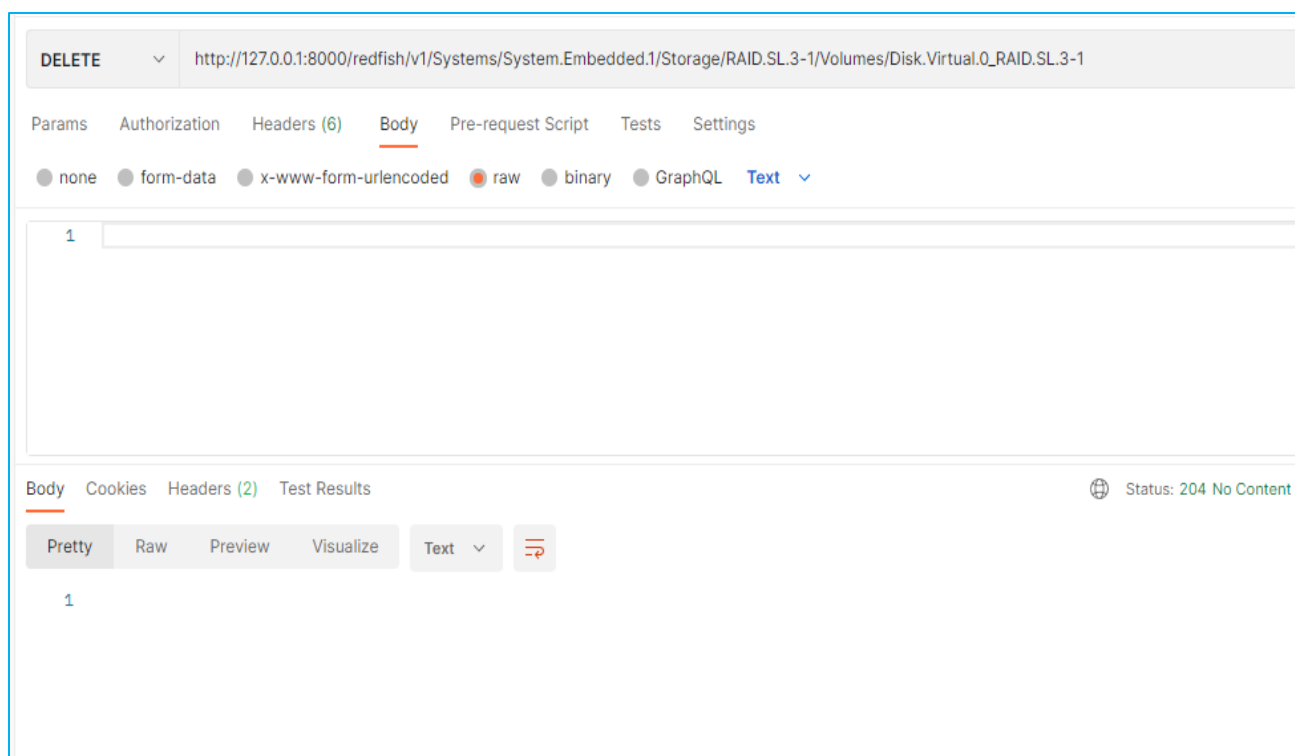 DELETE http://127.0.0.1:8000/redfish/v1/Systems/System.Embedded.1/Storage/RAID.SL.3-1/Volumes/Disk.Virtual.0_RAID.SL.3-1
Params Authorization Headers (6) Body Pre-request Script Tests Settings
none form-data x-www-form-urlencoded raw binary GraphQL Text
1
Body Cookies Headers (2) Test Results Status: 204 No Content
Pretty Raw Preview Visualize Text
1